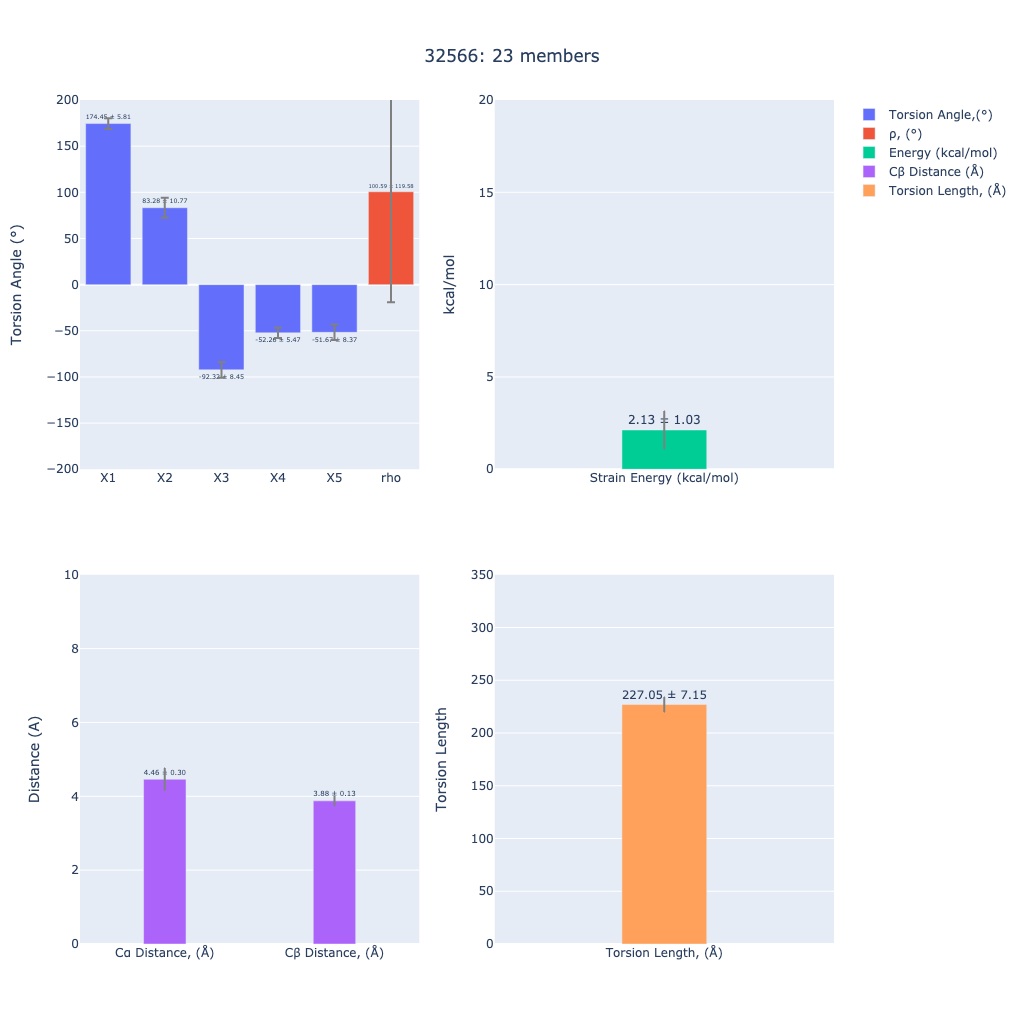 32566: 23 members
Torsion Angle (°)
200
150
100
50
0
−50
−100
−150
−200
174.45 ± 5.81
83.28 ± 10.77
-92.32 ± 8.45
-52.26 ± 5.47
-51.67 ± 8.37
100.59 ± 119.58
X1 X2 X3 X4 X5 rho
kcal/mol
20
15
10
5
0
2.13 ± 1.03
Strain Energy (kcal/mol)
Torsion Angle,(°)
ρ, (°)
Energy (kcal/mol)
Cβ Distance (Å)
Torsion Length, (Å)
Distance (A)
10
8
6
4
2
0
4.46 ± 0.30
3.88 ± 0.13
Cα Distance, (Å) Cβ Distance, (Å)
Torsion Length
350
300
250
200
150
100
50
0
227.05 ± 7.15
Torsion Length, (Å)